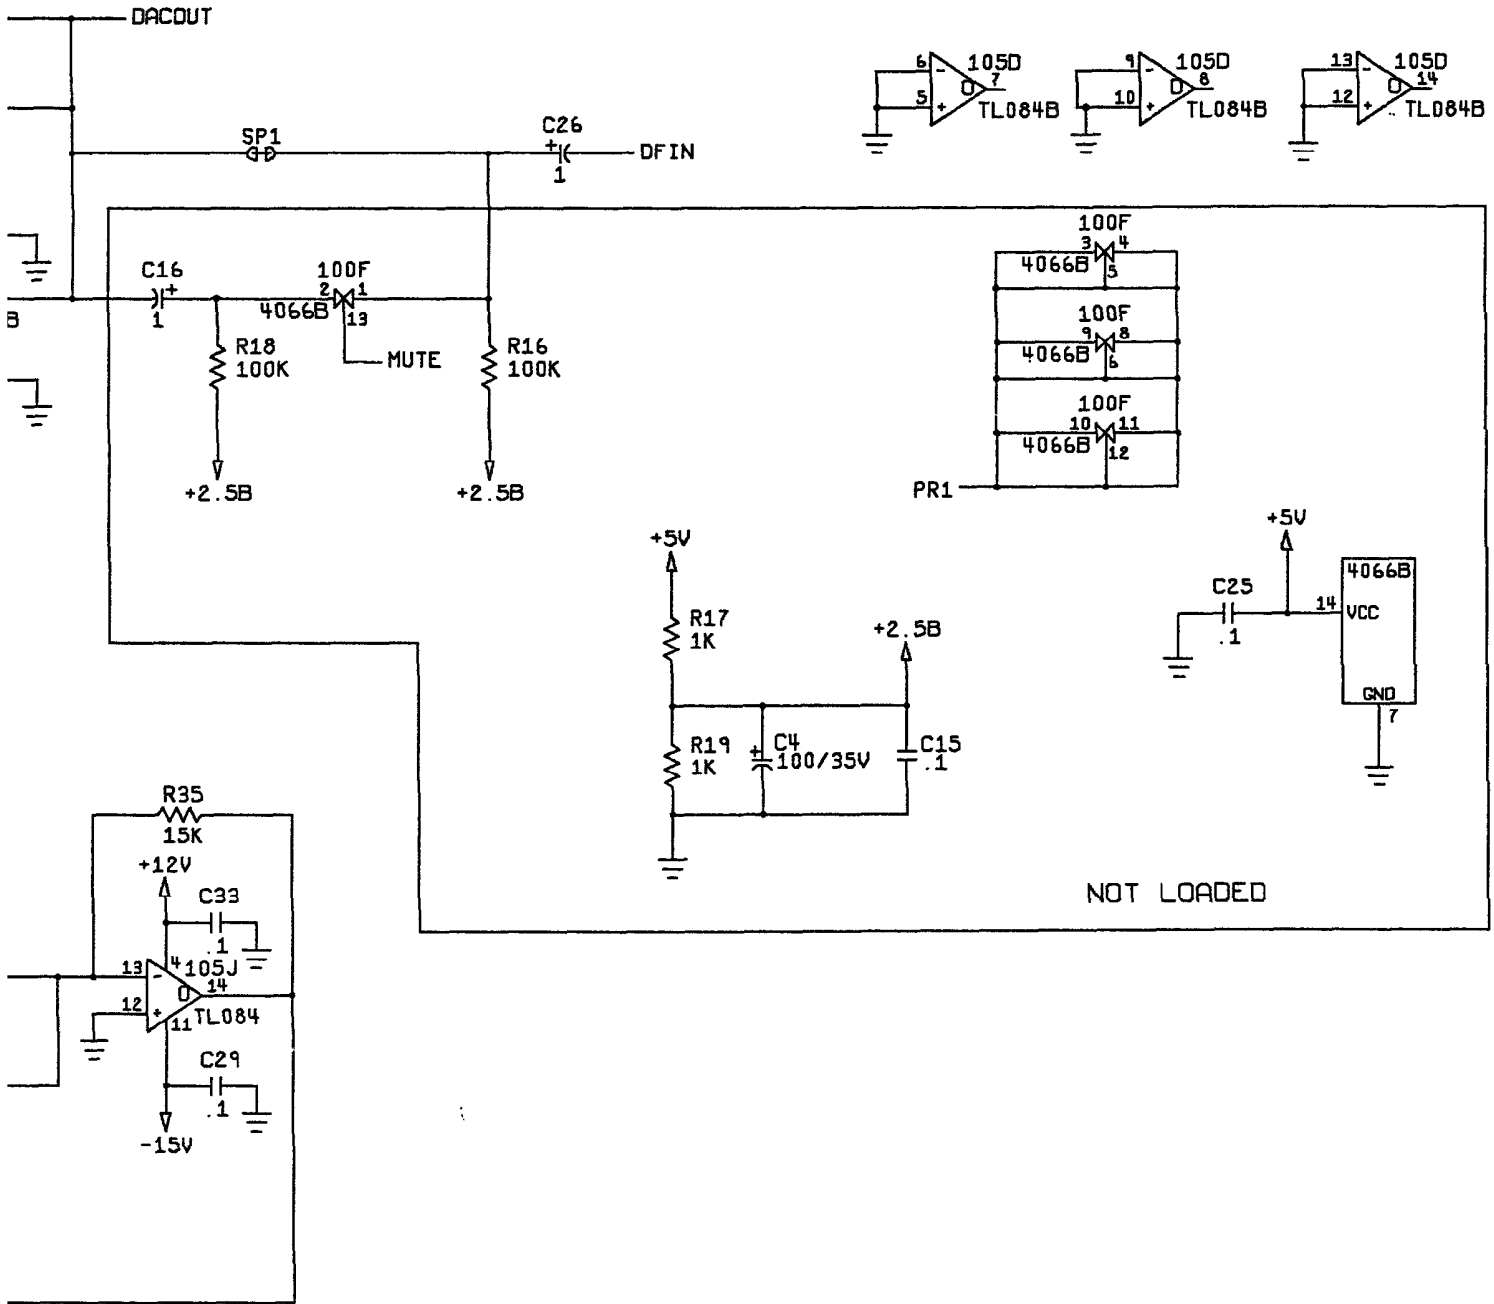 DACOUT
6 - 105D
7
5 +
TL084B
9 - 105D
8
10 +
TL084B
13 - 105D
14
12 +
TL084B
SP1
C26
+
DFIN
1
100F
3 4
4066B
5
100F
9 8
4066B
6
100F
10 11
4066B
12
PR1
C16
+
1
100F
2 1
4066B
13
MUTE
B
R18
100K
R16
100K
+2.5B
+2.5B
+5V
R17
1K
+2.5B
R19
1K
+
C4
100/35V
C15
.1
+5V
C25
.1
14
4066B
VCC
GND
7
NOT LOADED
R35
15K
+12V
C33
.1
4
105J
13 -
14
12 +
11
TL084
C29
.1
-15V